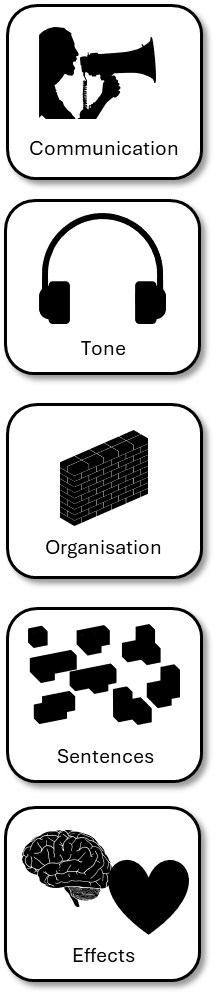 Communication
Tone
Organisation
Sentences
Effects